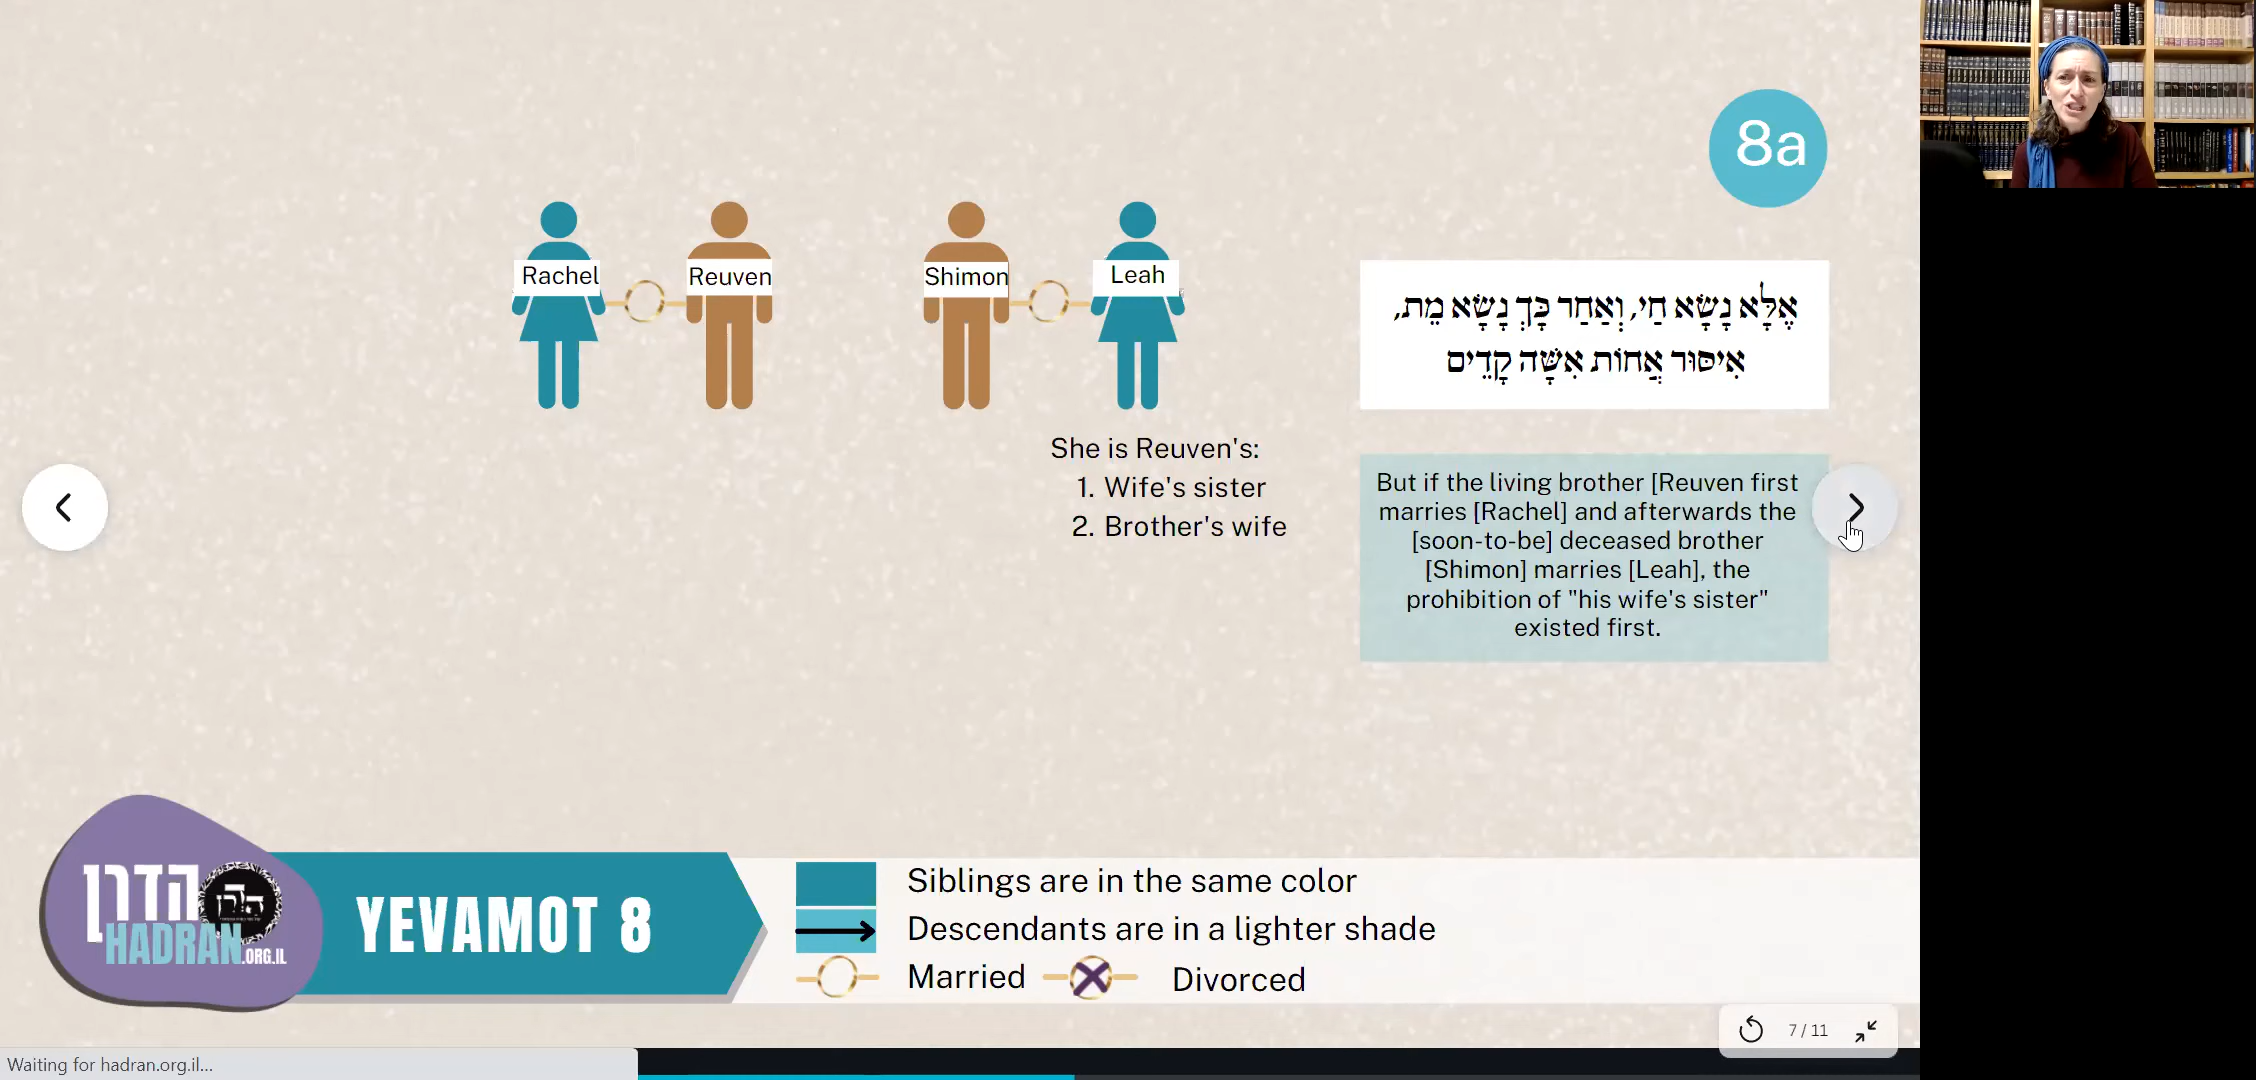 8a
Rachel
Reuven
Shimon
Leah
אֶלָּא נָשָׂא חַי, וְאַחַר כָּךְ נָשָׂא מֵת,
אִיסּוּר אֲחוֹת אִשָּׁה קָדֵים
She is Reuven's:
1. Wife's sister
2. Brother's wife
But if the living brother [Reuven first
marries [Rachel] and afterwards the
[soon-to-be] deceased brother
[Shimon] marries [Leah], the
prohibition of "his wife's sister"
existed first.
הדרן
HADRAN.ORG.IL
YEVAMOT 8
Siblings are in the same color
Descendants are in a lighter shade
Married
Divorced
7 / 11
Waiting for hadran.org.il...